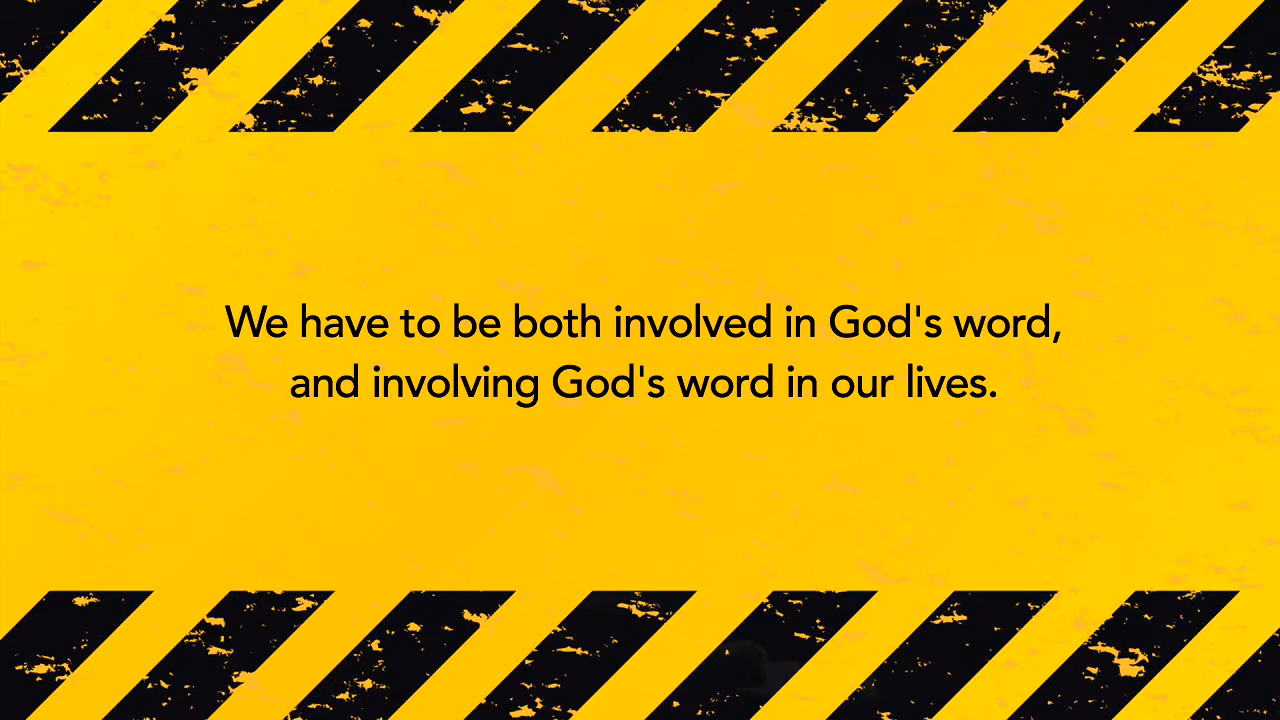 We have to be both involved in God's word,
and involving God's word in our lives.